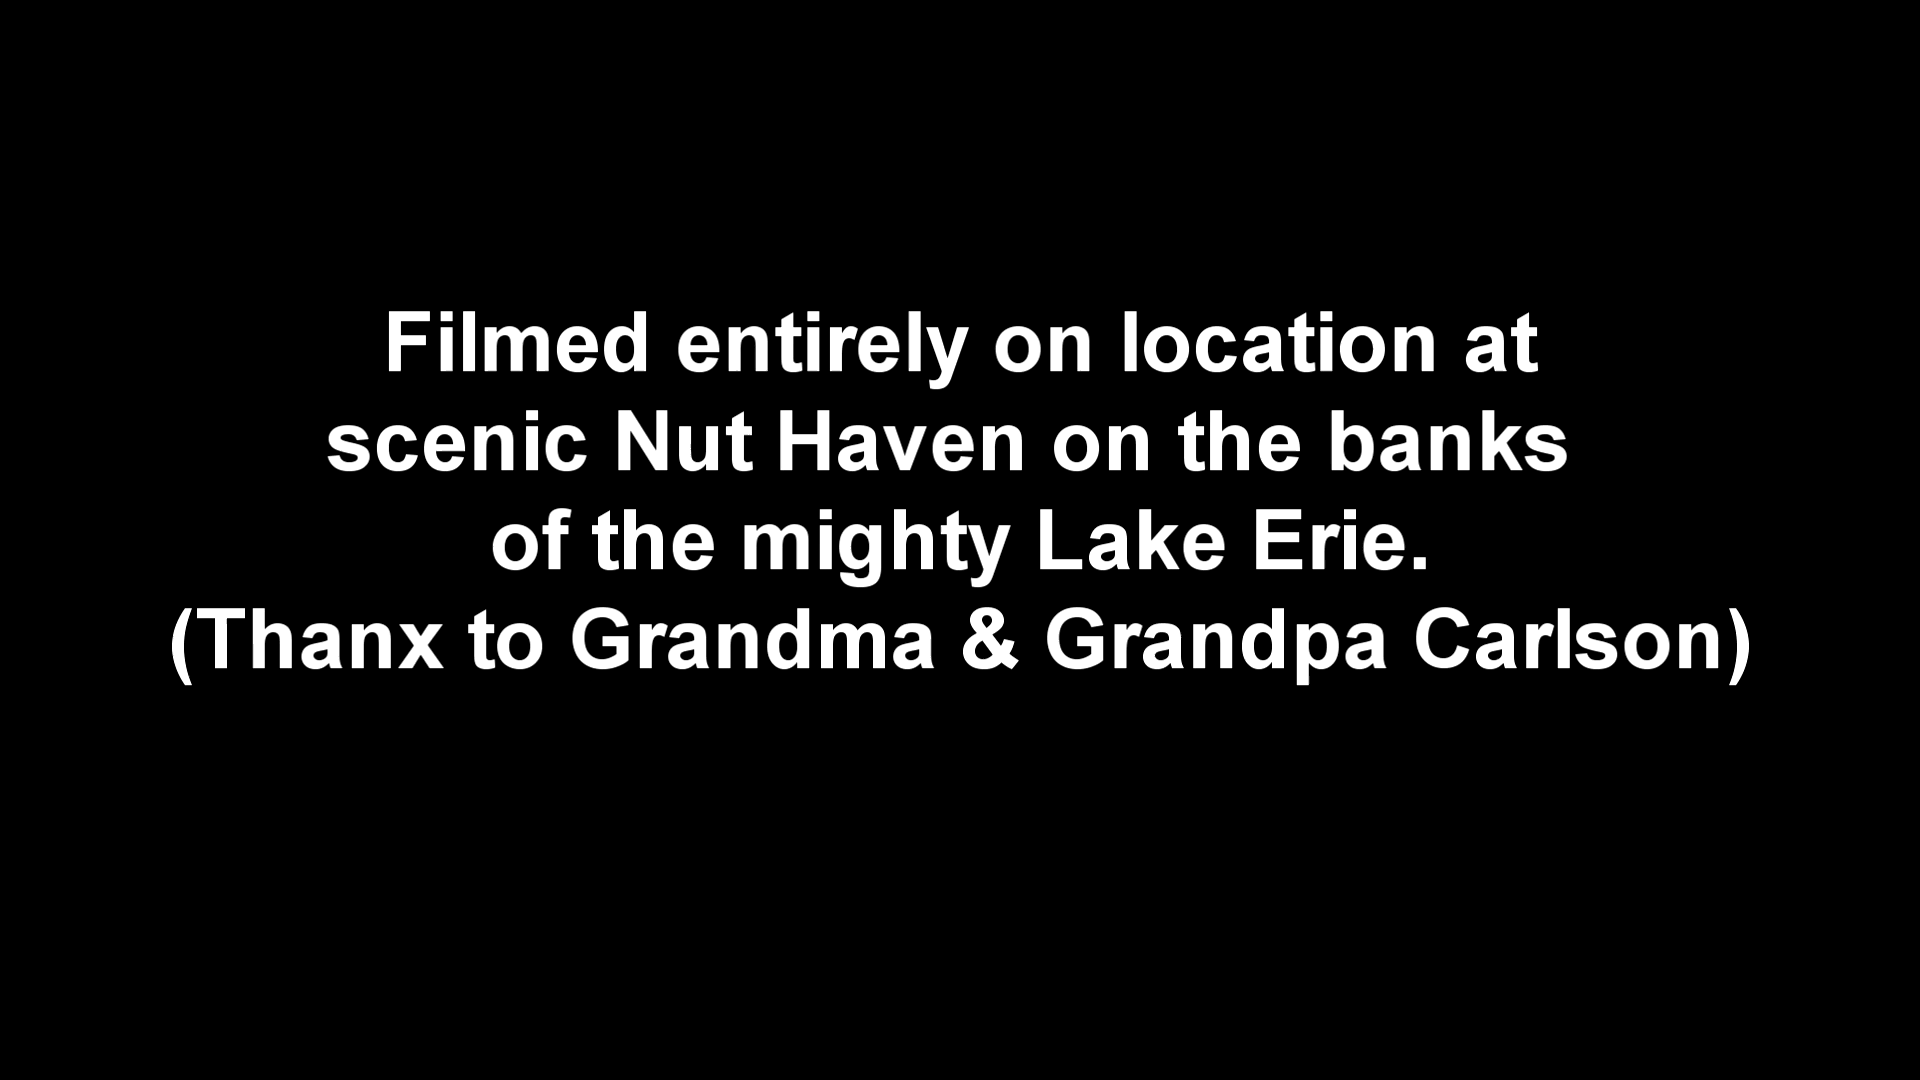 Filmed entirely on location at
scenic Nut Haven on the banks
of the mighty Lake Erie.
(Thanx to Grandma & Grandpa Carlson)